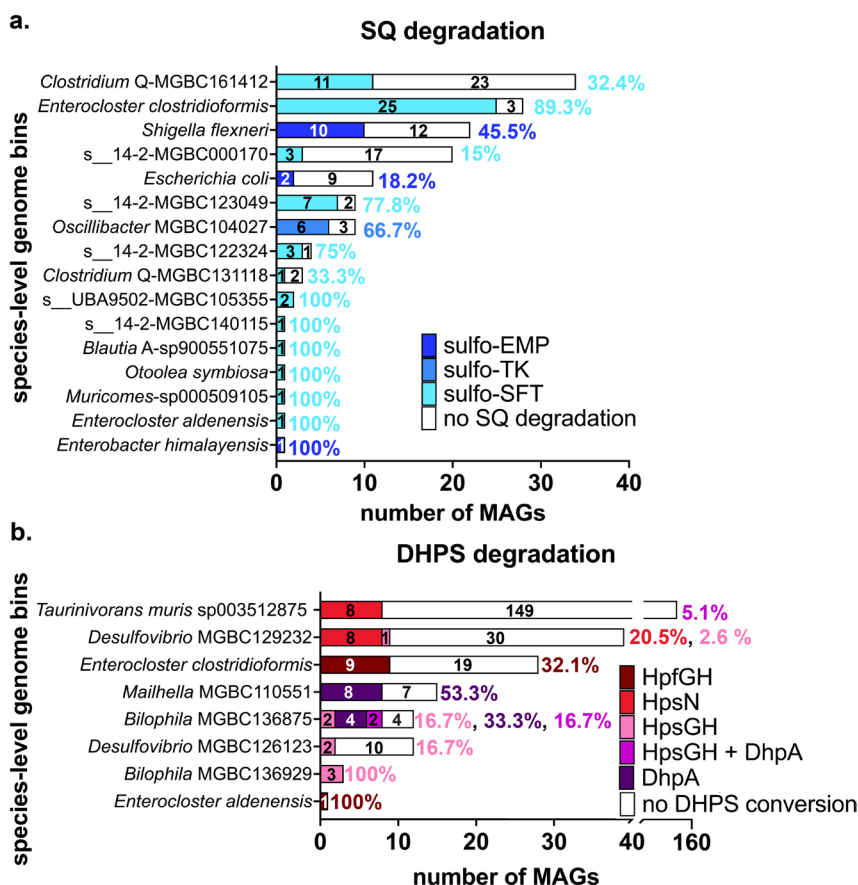 a.
SQ degradation
species-level genome bins
Clostridium Q-MGBC161412 11 23 32.4%
Enterocloster clostridioformis 25 3 89.3%
Shigella flexneri 10 12 45.5%
s__14-2-MGBC000170 3 17 15%
Escherichia coli 2 9 18.2%
s__14-2-MGBC123049 7 2 77.8%
Oscillibacter MGBC104027 6 3 66.7%
s__14-2-MGBC122324 3 1 75%
Clostridium Q-MGBC131118 1 2 33.3%
s__UBA9502-MGBC105355 2 100%
s__14-2-MGBC140115 1 100%
Blautia A-sp900551075 1 100%
Otoolea symbiosa 1 100%
Muricomes-sp000509105 1 100%
Enterocloster aldenensis 1 100%
Enterobacter himalayensis 1 100%
sulfo-EMP
sulfo-TK
sulfo-SFT
no SQ degradation
0 10 20 30 40
number of MAGs
b.
DHPS degradation
species-level genome bins
Taurinivorans muris sp003512875 8 149 5.1%
Desulfovibrio MGBC129232 8 1 30 20.5%, 2.6 %
Enterocloster clostridioformis 9 19 32.1%
Mailhella MGBC110551 8 7 53.3%
Bilophila MGBC136875 2 4 2 4 16.7%, 33.3%, 16.7%
Desulfovibrio MGBC126123 2 10 16.7%
Bilophila MGBC136929 3 100%
Enterocloster aldenensis 1 100%
HpfGH
HpsN
HpsGH
HpsGH + DhpA
DhpA
no DHPS conversion
0 10 20 30 40 160
number of MAGs